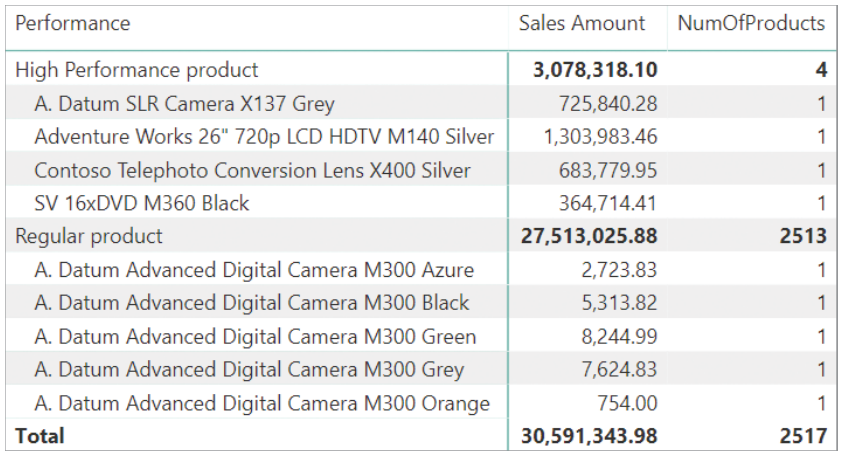 Performance Sales Amount NumOfProducts
High Performance product 3,078,318.10 4
A. Datum SLR Camera X137 Grey 725,840.28 1
Adventure Works 26" 720p LCD HDTV M140 Silver 1,303,983.46 1
Contoso Telephoto Conversion Lens X400 Silver 683,779.95 1
SV 16xDVD M360 Black 364,714.41 1
Regular product 27,513,025.88 2513
A. Datum Advanced Digital Camera M300 Azure 2,723.83 1
A. Datum Advanced Digital Camera M300 Black 5,313.82 1
A. Datum Advanced Digital Camera M300 Green 8,244.99 1
A. Datum Advanced Digital Camera M300 Grey 7,624.83 1
A. Datum Advanced Digital Camera M300 Orange 754.00 1
Total 30,591,343.98 2517